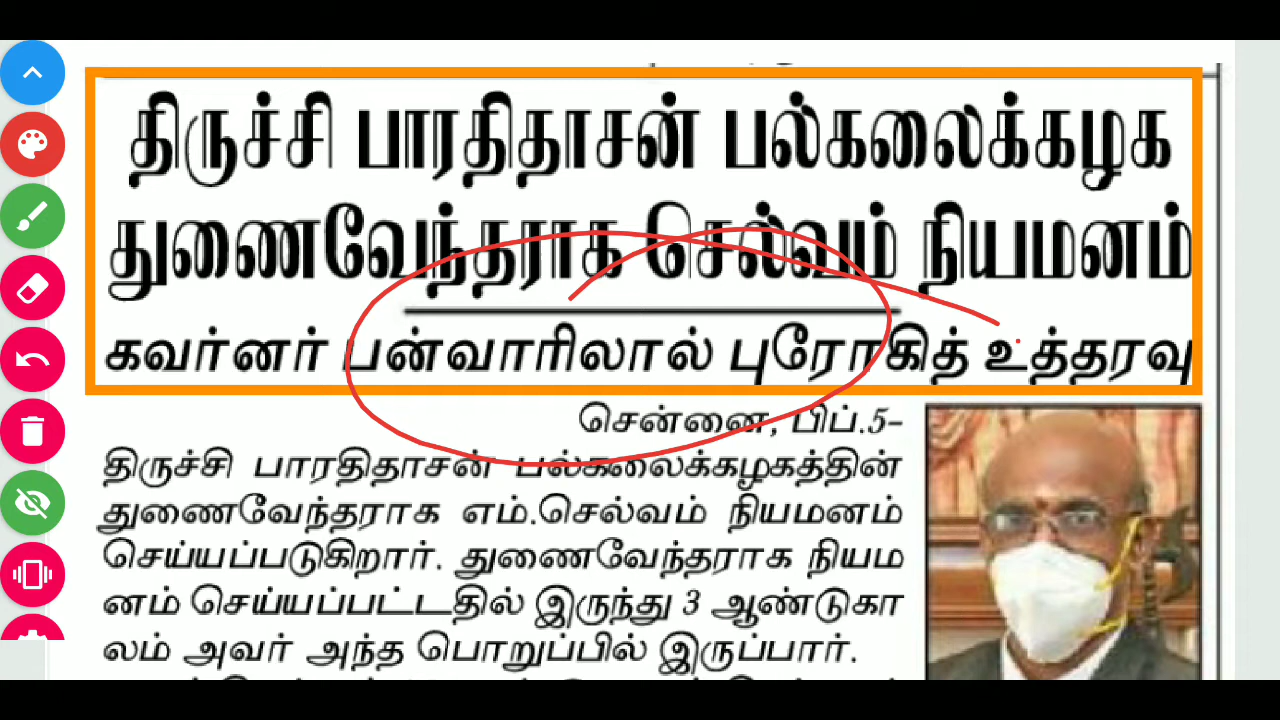 திருச்சி பாரதிதாசன் பல்கலைக்கழக
துணைவேந்தராக செல்வம் நியமனம்
கவர்னர் பன்வாரிலால் புரோகித் உத்தரவு
சென்னை, பிப்.5-
திருச்சி பாரதிதாசன் பல்கலைக்கழகத்தின்
துணைவேந்தராக எம்.செல்வம் நியமனம்
செய்யப்படுகிறார். துணைவேந்தராக நியம
னம் செய்யப்பட்டதில் இருந்து 3 ஆண்டுகா
லம் அவர் அந்த பொறுப்பில் இருப்பார்.